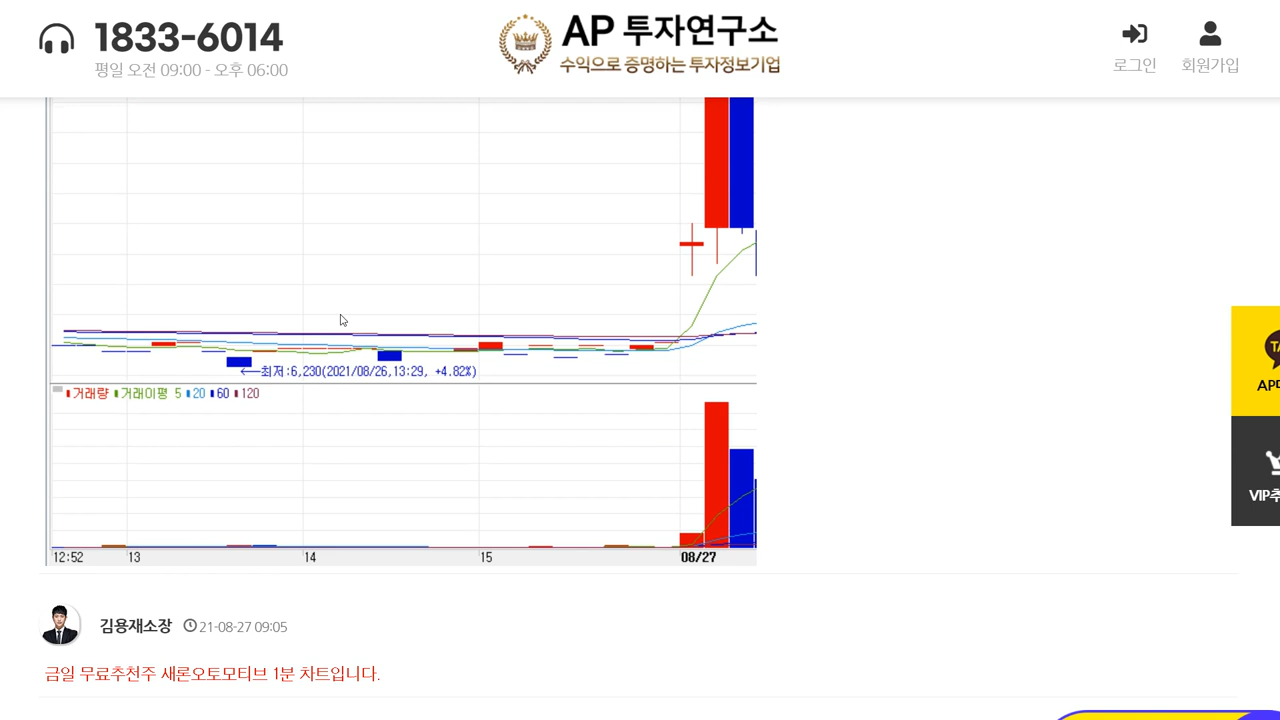 1833-6014
평일 오전 09:00 - 오후 06:00
AP 투자연구소
수익으로 증명하는 투자정보기업
로그인
회원가입
최저:6,230(2021/08/26,13:29, +4.82%)
거래량 거래이평 5 20 60 120
12:52 13 14 15 08/27
VIP추
김용재소장 21-08-27 09:05
금일 무료추천주 새론오토모티브 1분 차트입니다.